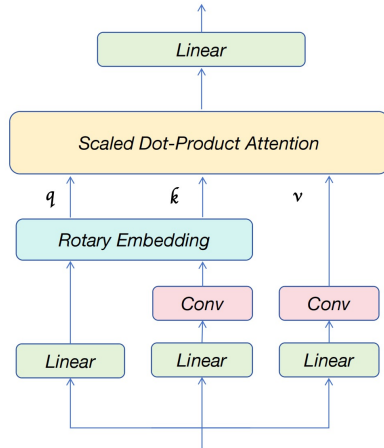 Linear
Scaled Dot-Product Attention
q k v
Rotary Embedding
Conv Conv
Linear Linear Linear